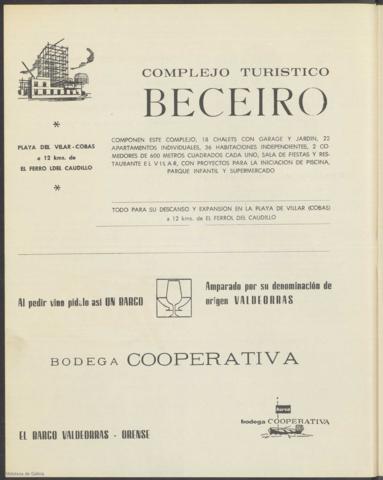 COMPLEJO TURISTICO
BECEIRO
*
PLAYA DEL VILAR-COBAS
a 12 kms. de
EL FERRO LDEL CAUDILLO
*
COMPONEN ESTE COMPLEJO, 18 CHALETS CON GARAGE Y JARDIN, 22
APARTAMENTOS INDIVIDUALES, 36 HABITACIONES INDEPENDIENTES, 2 CO-
MEDORES DE 600 METROS CUADRADOS CADA UNO, SALA DE FIESTAS Y RES-
TAURANTE EL VILAR, CON PROYECTOS PARA LA INICIACION DE PISCINA,
PARQUE INFANTIL Y SUPERMERCADO
TODO PARA SU DESCANSO Y EXPANSION EN LA PLAYA DE VILLAR (COBAS)
a 12 kms. de EL FERROL DEL CAUDILLO
Al pedir vino pídalo así UN BARCO
Amparado por su denominación de
origen VALDEORRAS
BODEGA COOPERATIVA
barco
bodega COOPERATIVA
EL BARCO VALDEORRAS - ORENSE
Biblioteca de Galicia